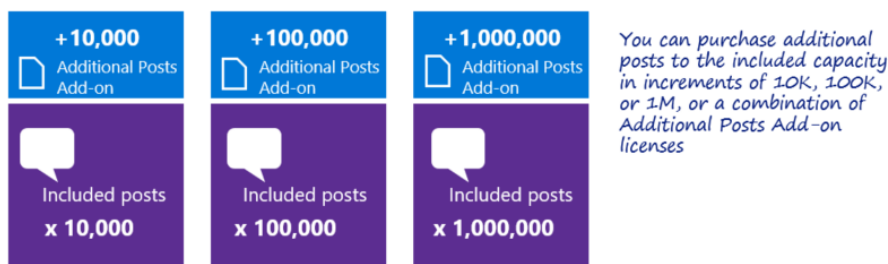 +10,000
Additional Posts
Add-on
Included posts
x 10,000
+100,000
Additional Posts
Add-on
Included posts
x 100,000
+1,000,000
Additional Posts
Add-on
Included posts
x 1,000,000
You can purchase additional
posts to the included capacity
in increments of 10K, 100K,
or 1M, or a combination of
Additional Posts Add-on
licenses